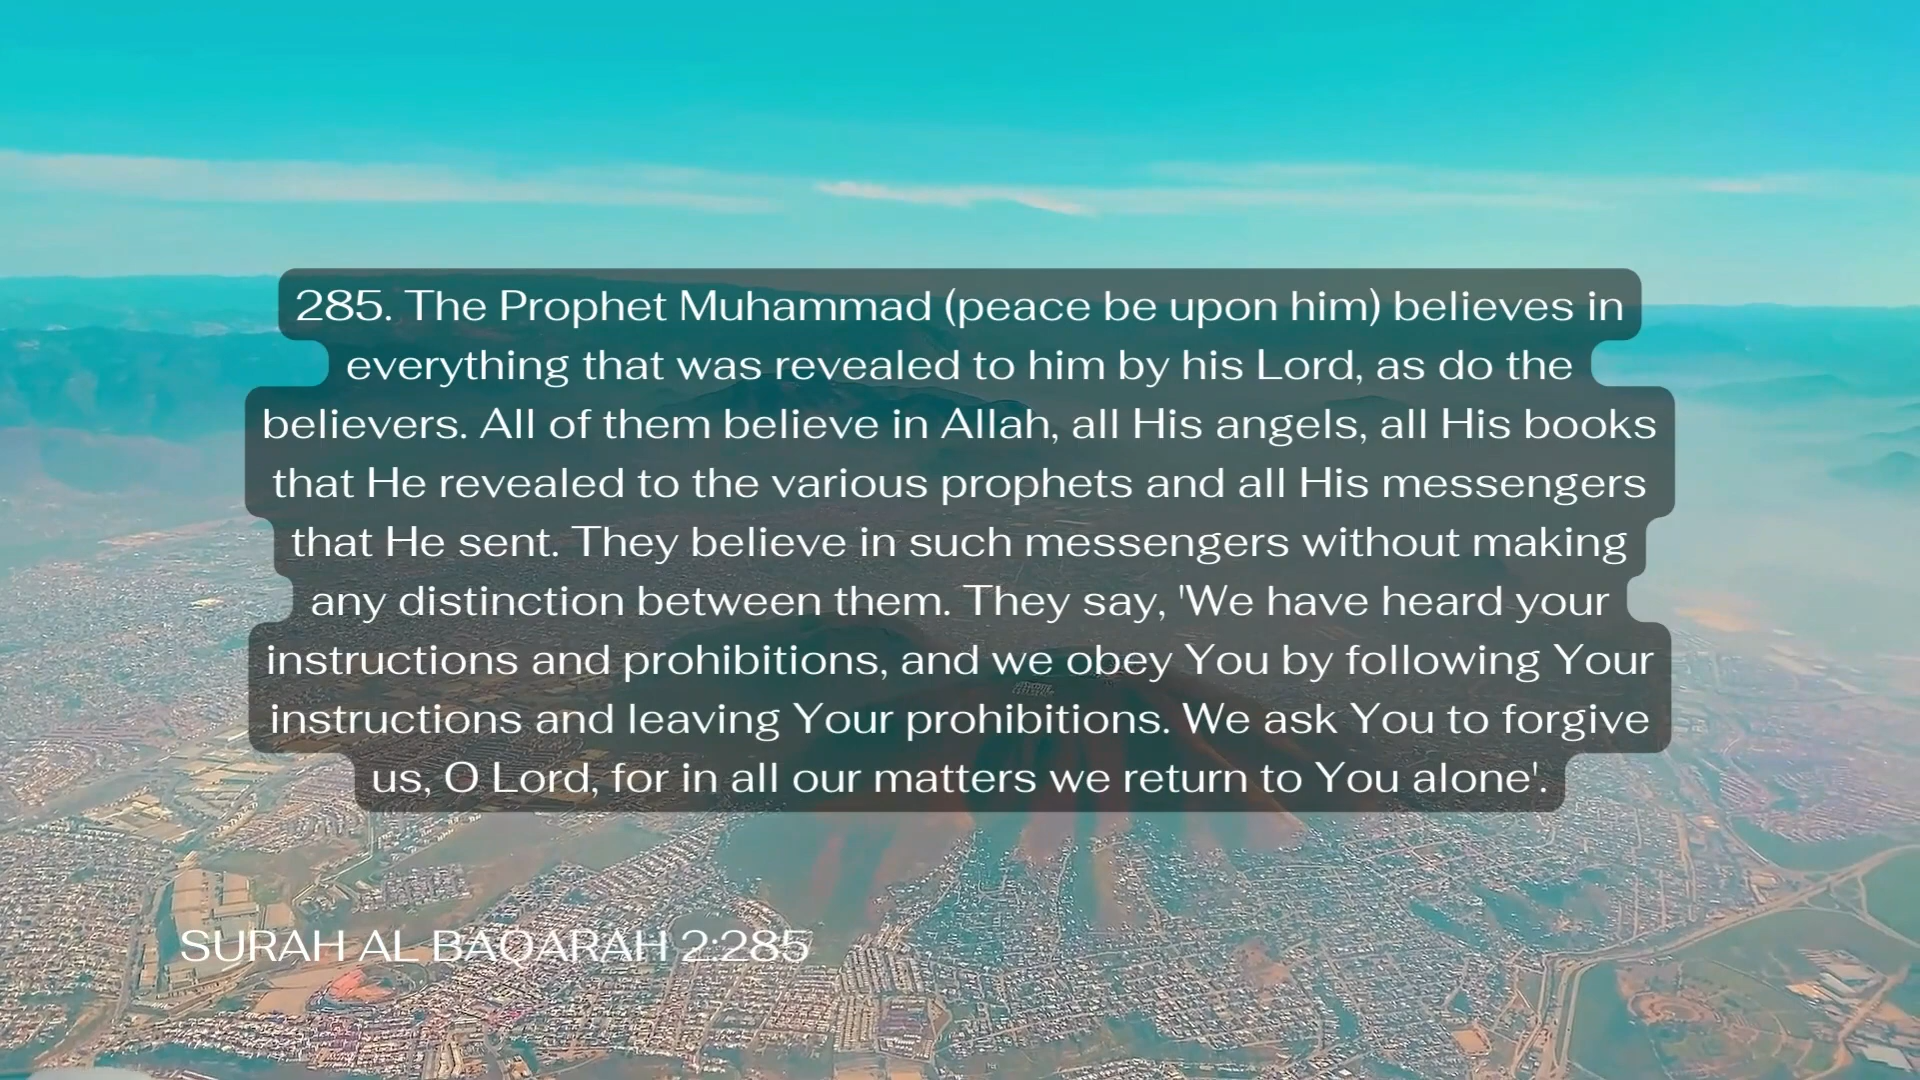 285. The Prophet Muhammad (peace be upon him) believes in
everything that was revealed to him by his Lord, as do the
believers. All of them believe in Allah, all His angels, all His books
that He revealed to the various prophets and all His messengers
that He sent. They believe in such messengers without making
any distinction between them. They say, 'We have heard your
instructions and prohibitions, and we obey You by following Your
instructions and leaving Your prohibitions. We ask You to forgive
us, O Lord, for in all our matters we return to You alone'.
SURAH AL BAQARAH 2:285